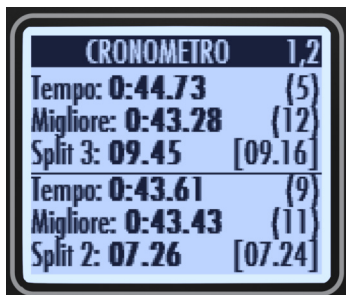 CRONOMETRO 1,2
Tempo: 0:44.73 (5)
Migliore: 0:43.28 (12)
Split 3: 09.45 [09.16]
Tempo: 0:43.61 (9)
Migliore: 0:43.43 (11)
Split 2: 07.26 [07.24]